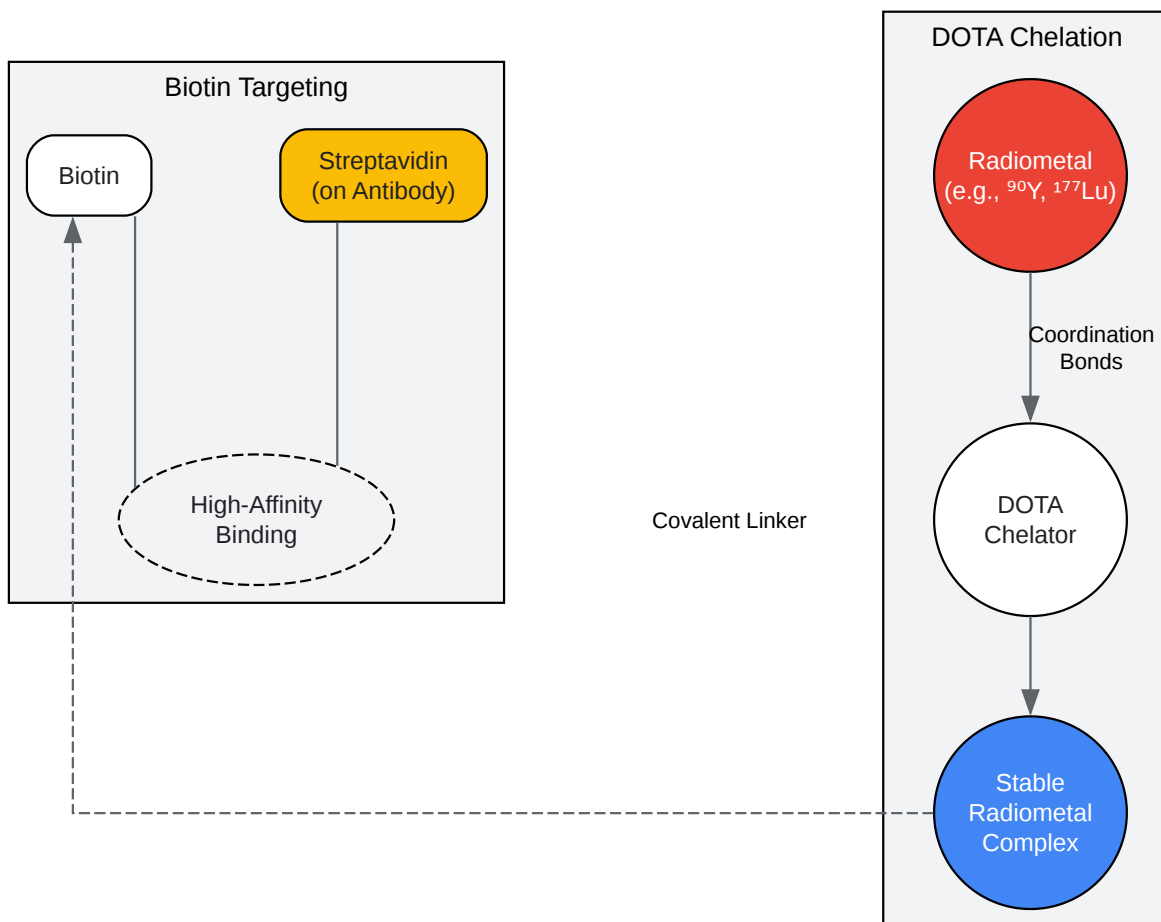 Biotin Targeting
Biotin
Streptavidin
(on Antibody)
High-Affinity
Binding
Covalent Linker
DOTA Chelation
Radiometal
(e.g., ⁹⁰Y, ¹⁷⁷Lu)
Coordination
Bonds
DOTA
Chelator
Stable
Radiometal
Complex